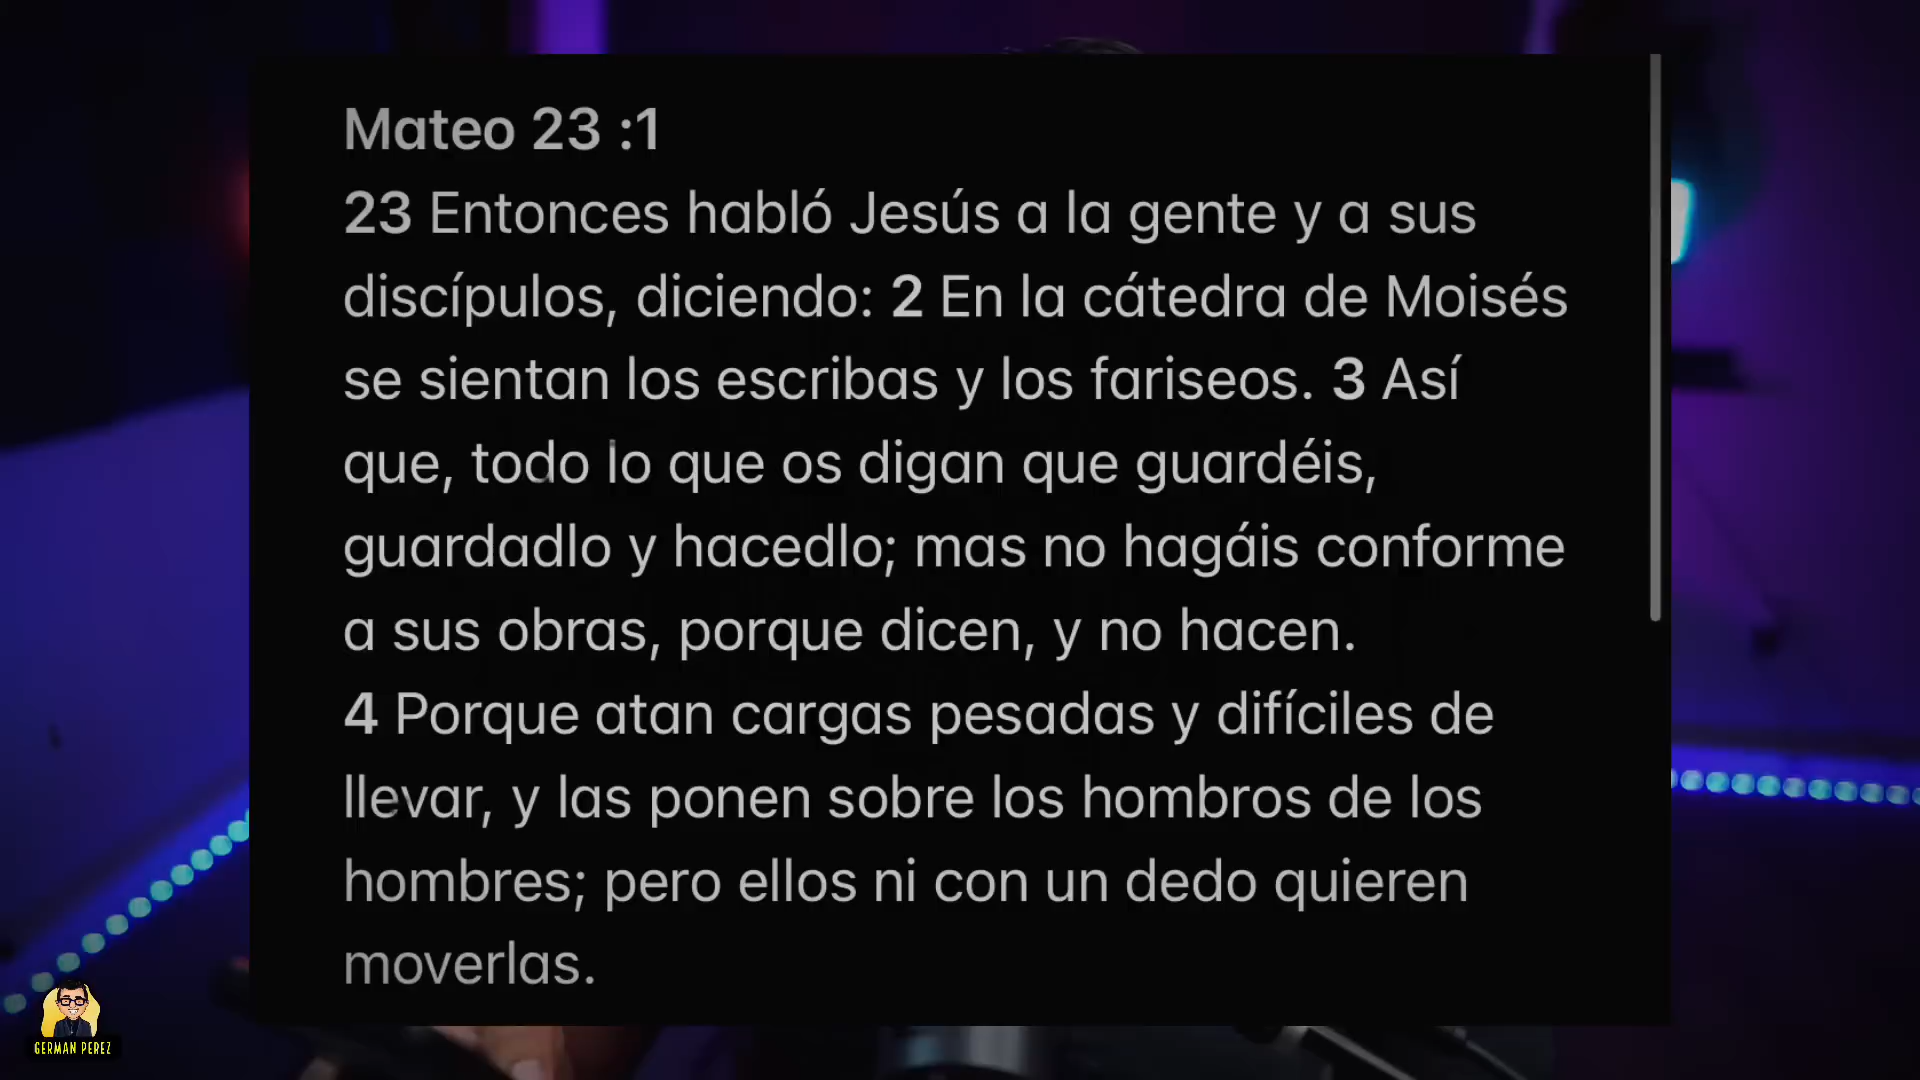 Mateo 23 :1
23 Entonces habló Jesús a la gente y a sus
discípulos, diciendo: 2 En la cátedra de Moisés
se sientan los escribas y los fariseos. 3 Así
que, todo lo que os digan que guardéis,
guardadlo y hacedlo; mas no hagáis conforme
a sus obras, porque dicen, y no hacen.
4 Porque atan cargas pesadas y difíciles de
llevar, y las ponen sobre los hombros de los
hombres; pero ellos ni con un dedo quieren
moverlas.
GERMAN PEREZ